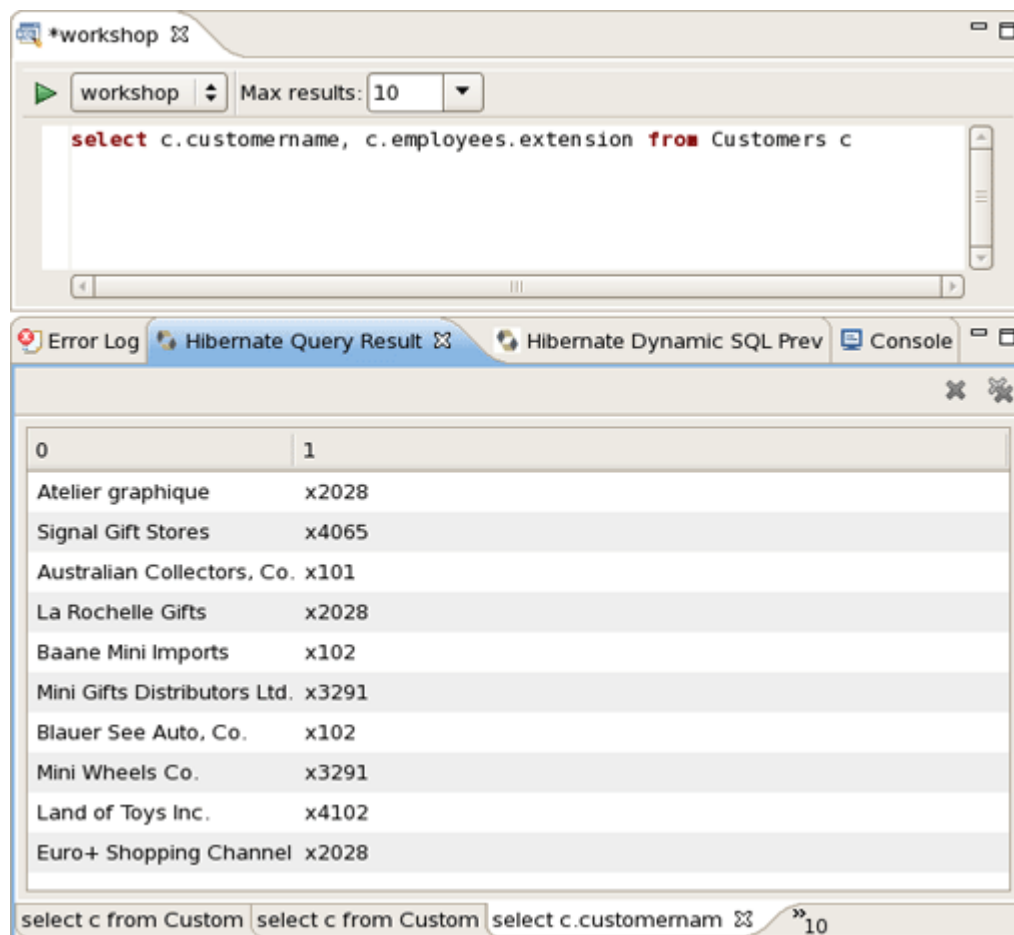 *workshop
workshop Max results: 10
select c.customername, c.employees.extension from Customers c
Error Log Hibernate Query Result Hibernate Dynamic SQL Prev Console
0 1
Atelier graphique x2028
Signal Gift Stores x4065
Australian Collectors, Co. x101
La Rochelle Gifts x2028
Baane Mini Imports x102
Mini Gifts Distributors Ltd. x3291
Blauer See Auto, Co. x102
Mini Wheels Co. x3291
Land of Toys Inc. x4102
Euro+ Shopping Channel x2028
select c from Custom select c from Custom select c.customernam »10